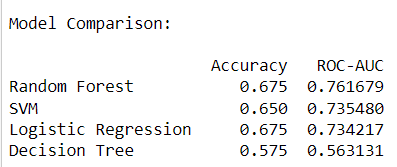 Model Comparison:
Accuracy ROC-AUC
Random Forest 0.675 0.761679
SVM 0.650 0.735480
Logistic Regression 0.675 0.734217
Decision Tree 0.575 0.563131